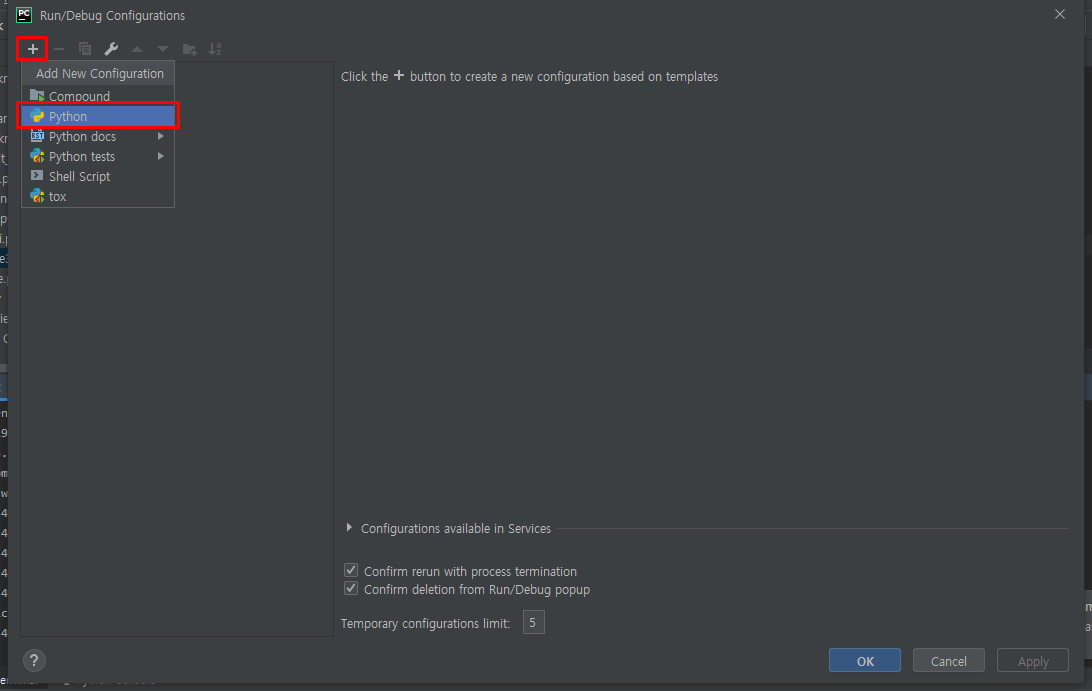 PC
Run/Debug Configurations
Add New Configuration
Compound
Python
Python docs
Python tests
Shell Script
tox
Click the + button to create a new configuration based on templates
Configurations available in Services
Confirm rerun with process termination
Confirm deletion from Run/Debug popup
Temporary configurations limit: 5
?
OK Cancel Apply